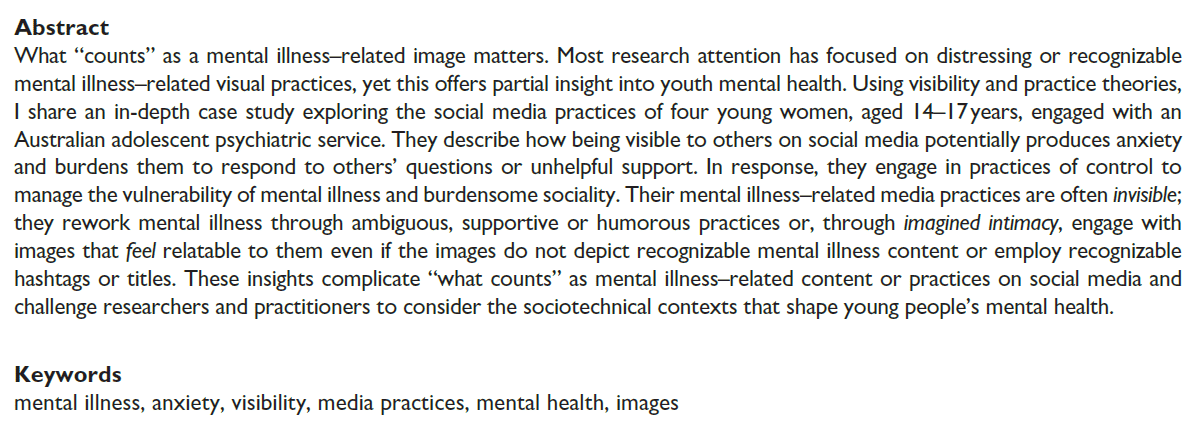 Abstract
What “counts” as a mental illness–related image matters. Most research attention has focused on distressing or recognizable
mental illness–related visual practices, yet this offers partial insight into youth mental health. Using visibility and practice theories,
I share an in-depth case study exploring the social media practices of four young women, aged 14–17 years, engaged with an
Australian adolescent psychiatric service. They describe how being visible to others on social media potentially produces anxiety
and burdens them to respond to others’ questions or unhelpful support. In response, they engage in practices of control to
manage the vulnerability of mental illness and burdensome sociality. Their mental illness–related media practices are often invisible;
they rework mental illness through ambiguous, supportive or humorous practices or, through imagined intimacy, engage with
images that feel relatable to them even if the images do not depict recognizable mental illness content or employ recognizable
hashtags or titles. These insights complicate “what counts” as mental illness–related content or practices on social media and
challenge researchers and practitioners to consider the sociotechnical contexts that shape young people’s mental health.
Keywords
mental illness, anxiety, visibility, media practices, mental health, images